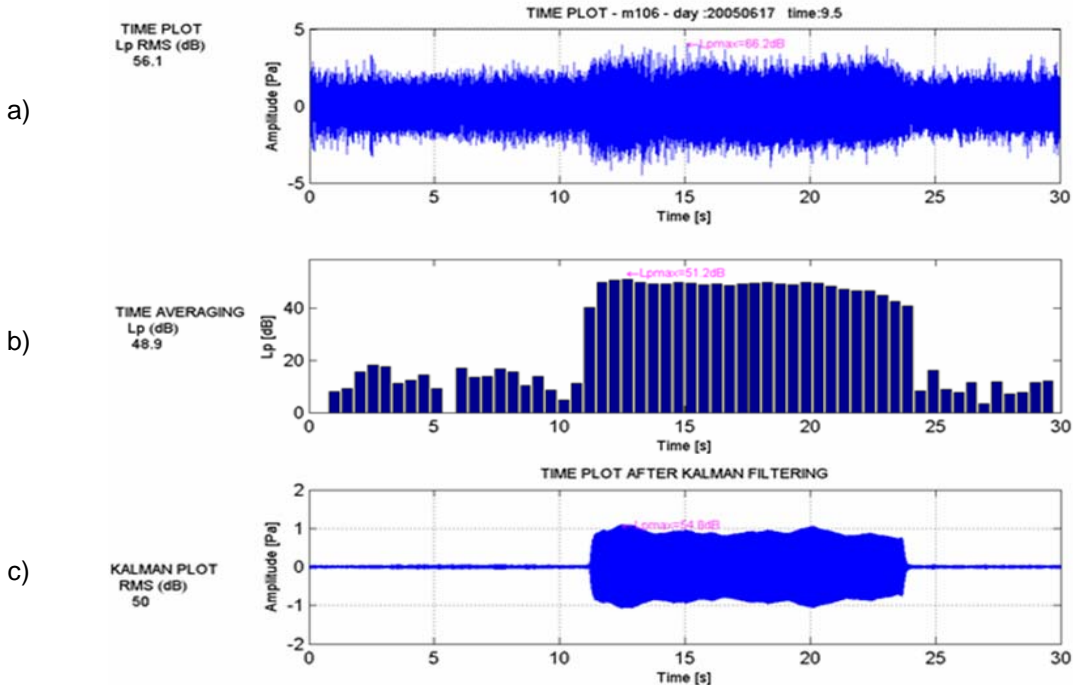 TIME PLOT - m106 - day :20050617 time:9.5
TIME PLOT
Lp RMS (dB)
56.1
a)
Amplitude [Pa]
5
0
-5
←Lpmax=66.2dB
0 5 10 15 20 25 30
Time [s]
TIME AVERAGING
Lp (dB)
48.9
b)
Lp [dB]
40
20
0
←Lpmax=51.2dB
0 5 10 15 20 25 30
Time [s]
TIME PLOT AFTER KALMAN FILTERING
KALMAN PLOT
RMS (dB)
50
c)
Amplitude [Pa]
2
1
0
-1
-2
Lpmax=54.8dB
0 5 10 15 20 25 30
Time [s]